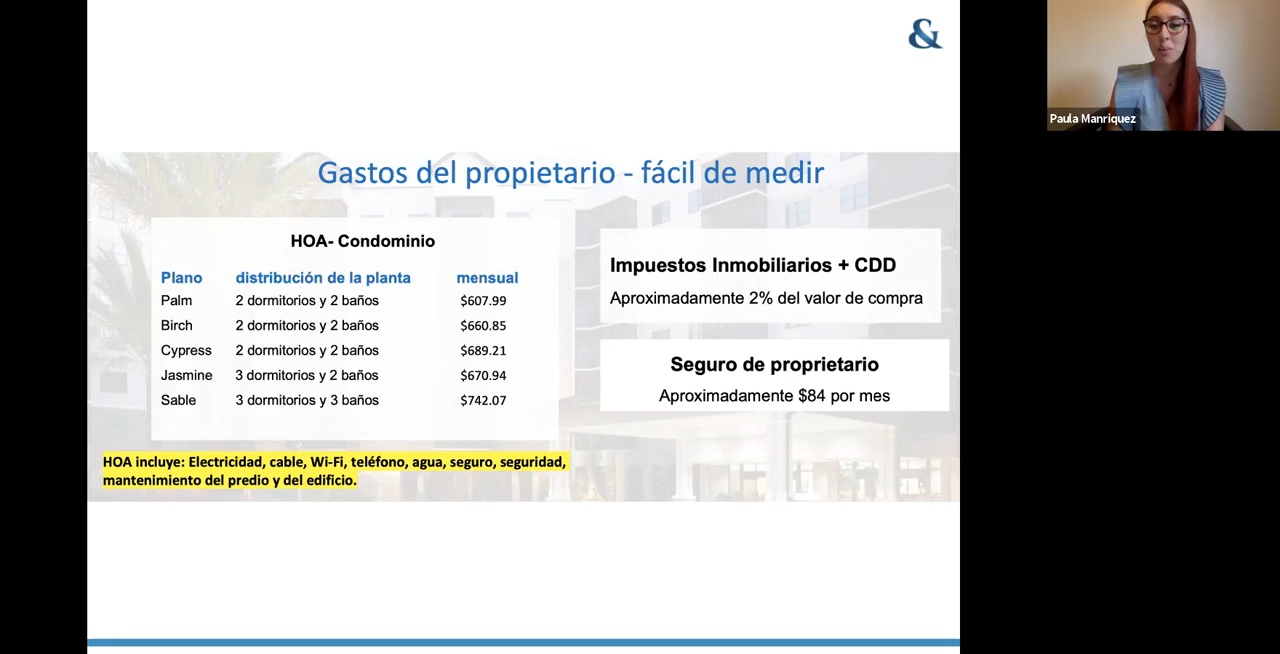 &
Paula Manriquez
Gastos del propietario - fácil de medir
HOA- Condominio
Plano distribución de la planta mensual
Palm 2 dormitorios y 2 baños $607.99
Birch 2 dormitorios y 2 baños $660.85
Cypress 2 dormitorios y 2 baños $689.21
Jasmine 3 dormitorios y 2 baños $670.94
Sable 3 dormitorios y 3 baños $742.07
HOA incluye: Electricidad, cable, Wi-Fi, teléfono, agua, seguro, seguridad,
mantenimiento del predio y del edificio.
Impuestos Inmobiliarios + CDD
Aproximadamente 2% del valor de compra
Seguro de proprietario
Aproximadamente $84 por mes